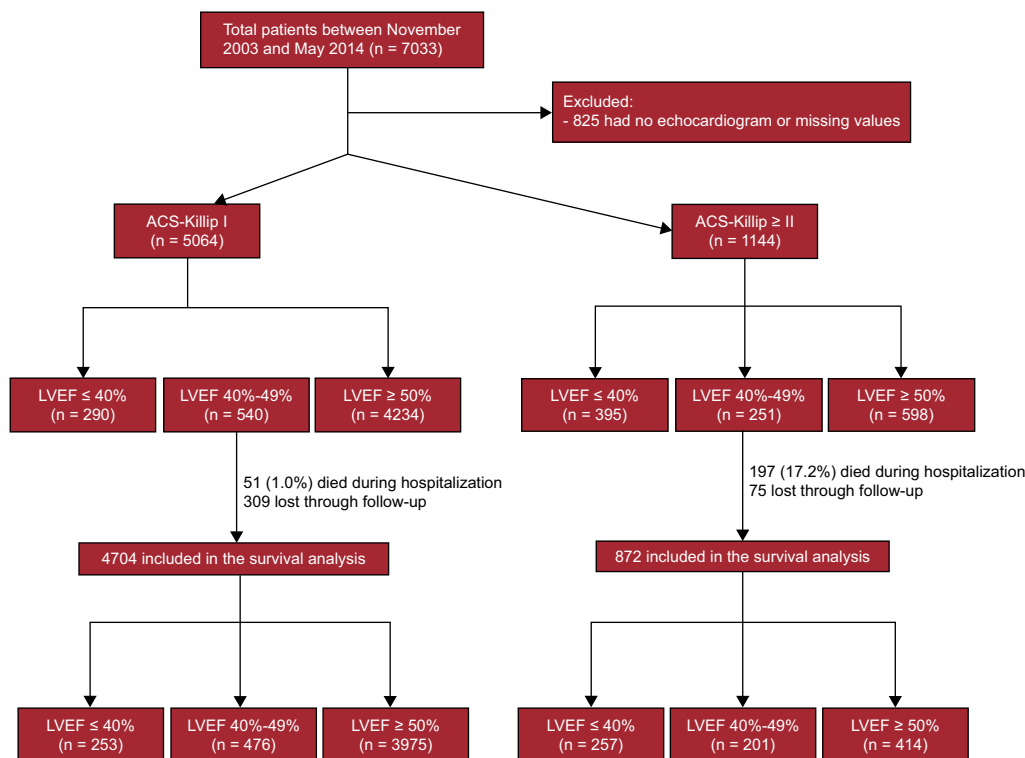 Total patients between November
2003 and May 2014 (n = 7033)
Excluded:
- 825 had no echocardiogram or missing values
ACS-Killip I
(n = 5064)
ACS-Killip ≥ II
(n = 1144)
LVEF ≤ 40%
(n = 290)
LVEF 40%-49%
(n = 540)
LVEF ≥ 50%
(n = 4234)
LVEF ≤ 40%
(n = 395)
LVEF 40%-49%
(n = 251)
LVEF ≥ 50%
(n = 598)
51 (1.0%) died during hospitalization
309 lost through follow-up
197 (17.2%) died during hospitalization
75 lost through follow-up
4704 included in the survival analysis
872 included in the survival analysis
LVEF ≤ 40%
(n = 253)
LVEF 40%-49%
(n = 476)
LVEF ≥ 50%
(n = 3975)
LVEF ≤ 40%
(n = 257)
LVEF 40%-49%
(n = 201)
LVEF ≥ 50%
(n = 414)